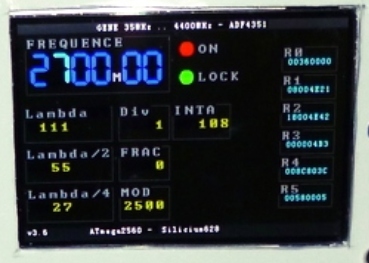 GENE 35MHz .. 4400MHz - ADF4351
FREQUENCE
2700.M00
ON
LOCK
Lambda
111
Div
1
INTA
108
Lambda/2
55
FRAC
0
Lambda/4
27
MOD
2500
R0
00360000
R1
08004E21
R2
18004E42
R3
000004B3
R4
008C803C
R5
00580005
v3.6
ATmega2560 - Silicium628